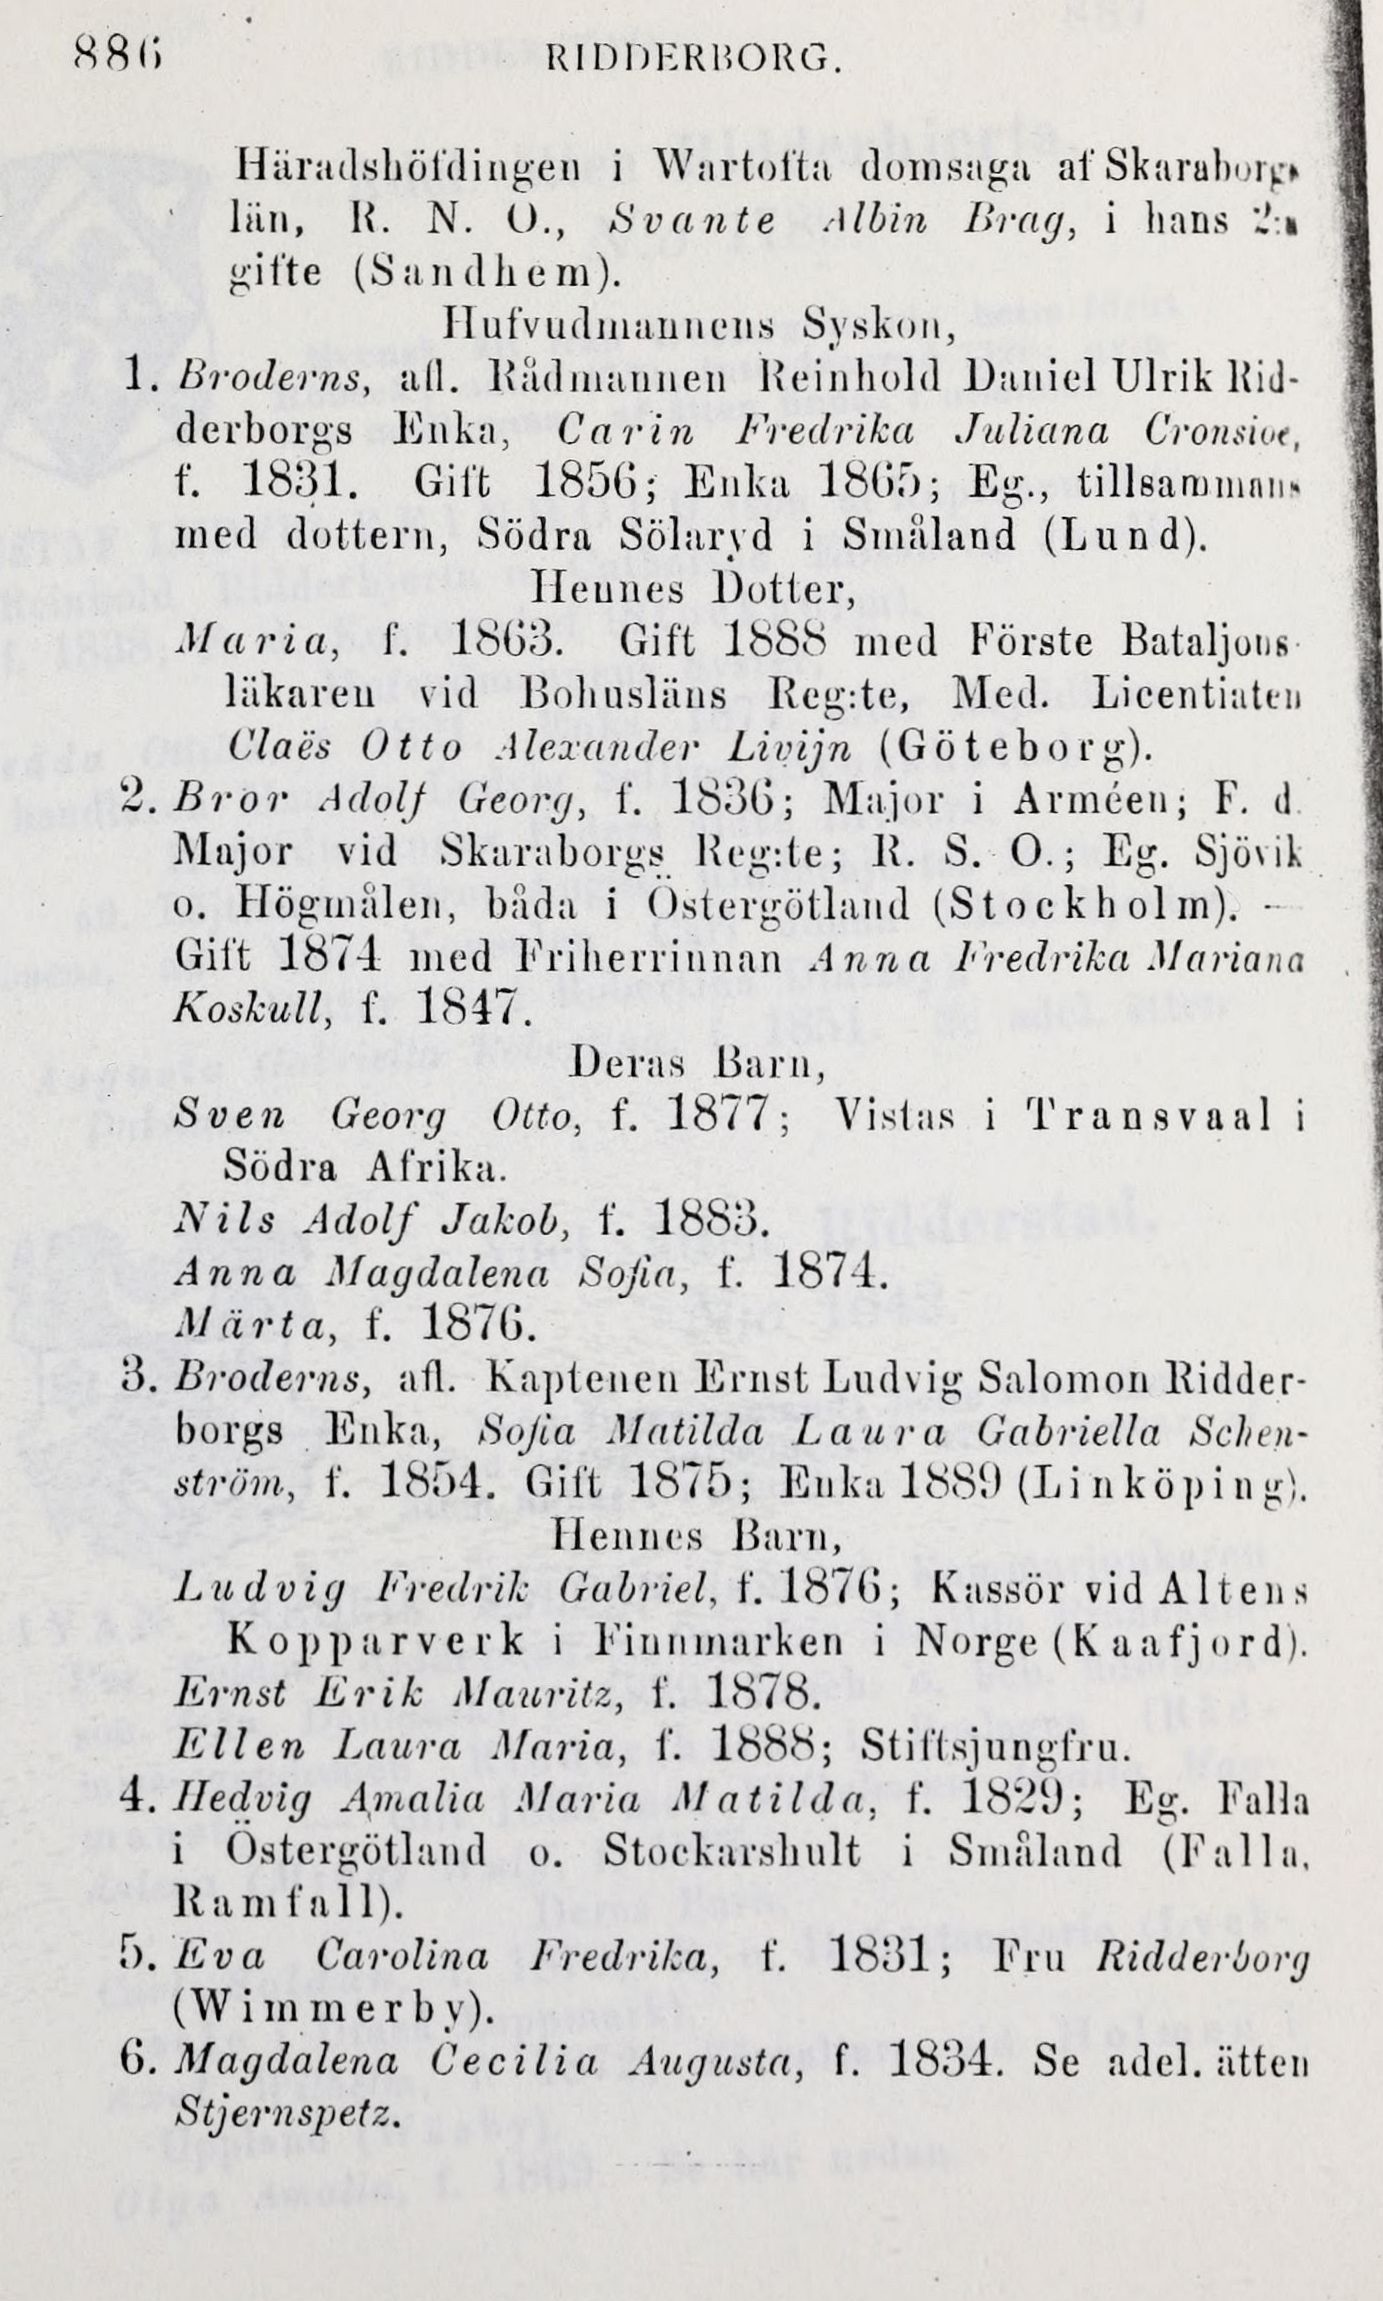 886
RIDDERBORG.
Häradshöfdingen i Wartofta domsaga af Skaraborgs
län, R. N. O., Svante Albin Brag, i hans 2:a
gifte (Sandhem).
Hufvudmannens Syskon,
1. Broderns, afl. Rådmannen Reinhold Daniel Ulrik Rid-
derborgs Enka, Carin Fredrika Juliana Cronsioe,
f. 1831. Gift 1856; Enka 1865; Eg., tillsammans
med dottern, Södra Sölaryd i Småland (Lund).
Hennes Dotter,
Maria, f. 1863. Gift 1888 med Förste Bataljons-
läkaren vid Bohusläns Reg:te, Med. Licentiaten
Claës Otto Alexander Livijn (Göteborg).
2. Bror Adolf Georg, f. 1836; Major i Arméen; F. d.
Major vid Skaraborgs Reg:te; R. S. O.; Eg. Sjövik
o. Högmålen, båda i Östergötland (Stockholm). —
Gift 1874 med Friherrinnan Anna Fredrika Mariana
Koskull, f. 1847.
Deras Barn,
Sven Georg Otto, f. 1877; Vistas i Transvaal i
Södra Afrika.
Nils Adolf Jakob, f. 1883.
Anna Magdalena Sofia, f. 1874.
Märta, f. 1876.
3. Broderns, afl. Kaptenen Ernst Ludvig Salomon Ridder-
borgs Enka, Sofia Matilda Laura Gabriella Schen-
ström, f. 1854. Gift 1875; Enka 1889 (Linköping).
Hennes Barn,
Ludvig Fredrik Gabriel, f. 1876; Kassör vid Altens
Kopparverk i Finnmarken i Norge (Kaafjord).
Ernst Erik Mauritz, f. 1878.
Ellen Laura Maria, f. 1888; Stiftsjungfru.
4. Hedvig Amalia Maria Matilda, f. 1829; Eg. Falla
i Östergötland o. Stockarshult i Småland (Falla,
Ramfall).
5. Eva Carolina Fredrika, f. 1831; Fru Ridderborg
(Wimmerby).
6. Magdalena Cecilia Augusta, f. 1834. Se adel. ätten
Stjernspetz.